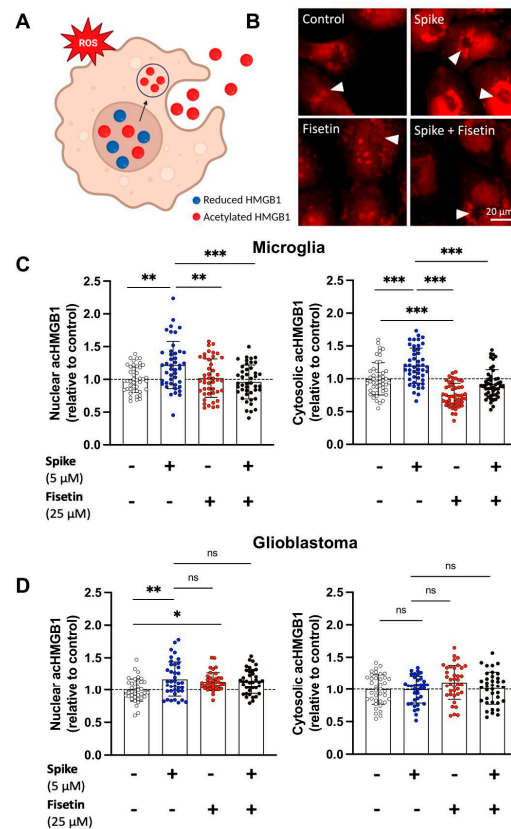 A
ROS
Reduced HMGB1
Acetylated HMGB1
B
Control
Spike
Fisetin
Spike + Fisetin
20 µm
Microglia
C
Nuclear acHMGB1
(relative to control)
2.5
2.0
1.5
1.0
0.5
0.0
** *** **
Cytosolic acHMGB1
(relative to control)
2.5
2.0
1.5
1.0
0.5
0.0
*** *** ***
***
Spike
(5 µM)
- + - +
- + - +
Fisetin
(25 µM)
- - + +
- - + +
Glioblastoma
D
Nuclear acHMGB1
(relative to control)
2.5
2.0
1.5
1.0
0.5
0.0
ns
** ns
*
Cytosolic acHMGB1
(relative to control)
2.5
2.0
1.5
1.0
0.5
0.0
ns
ns
ns
Spike
(5 µM)
- + - +
- + - +
Fisetin
(25 µM)
- - + +
- - + +